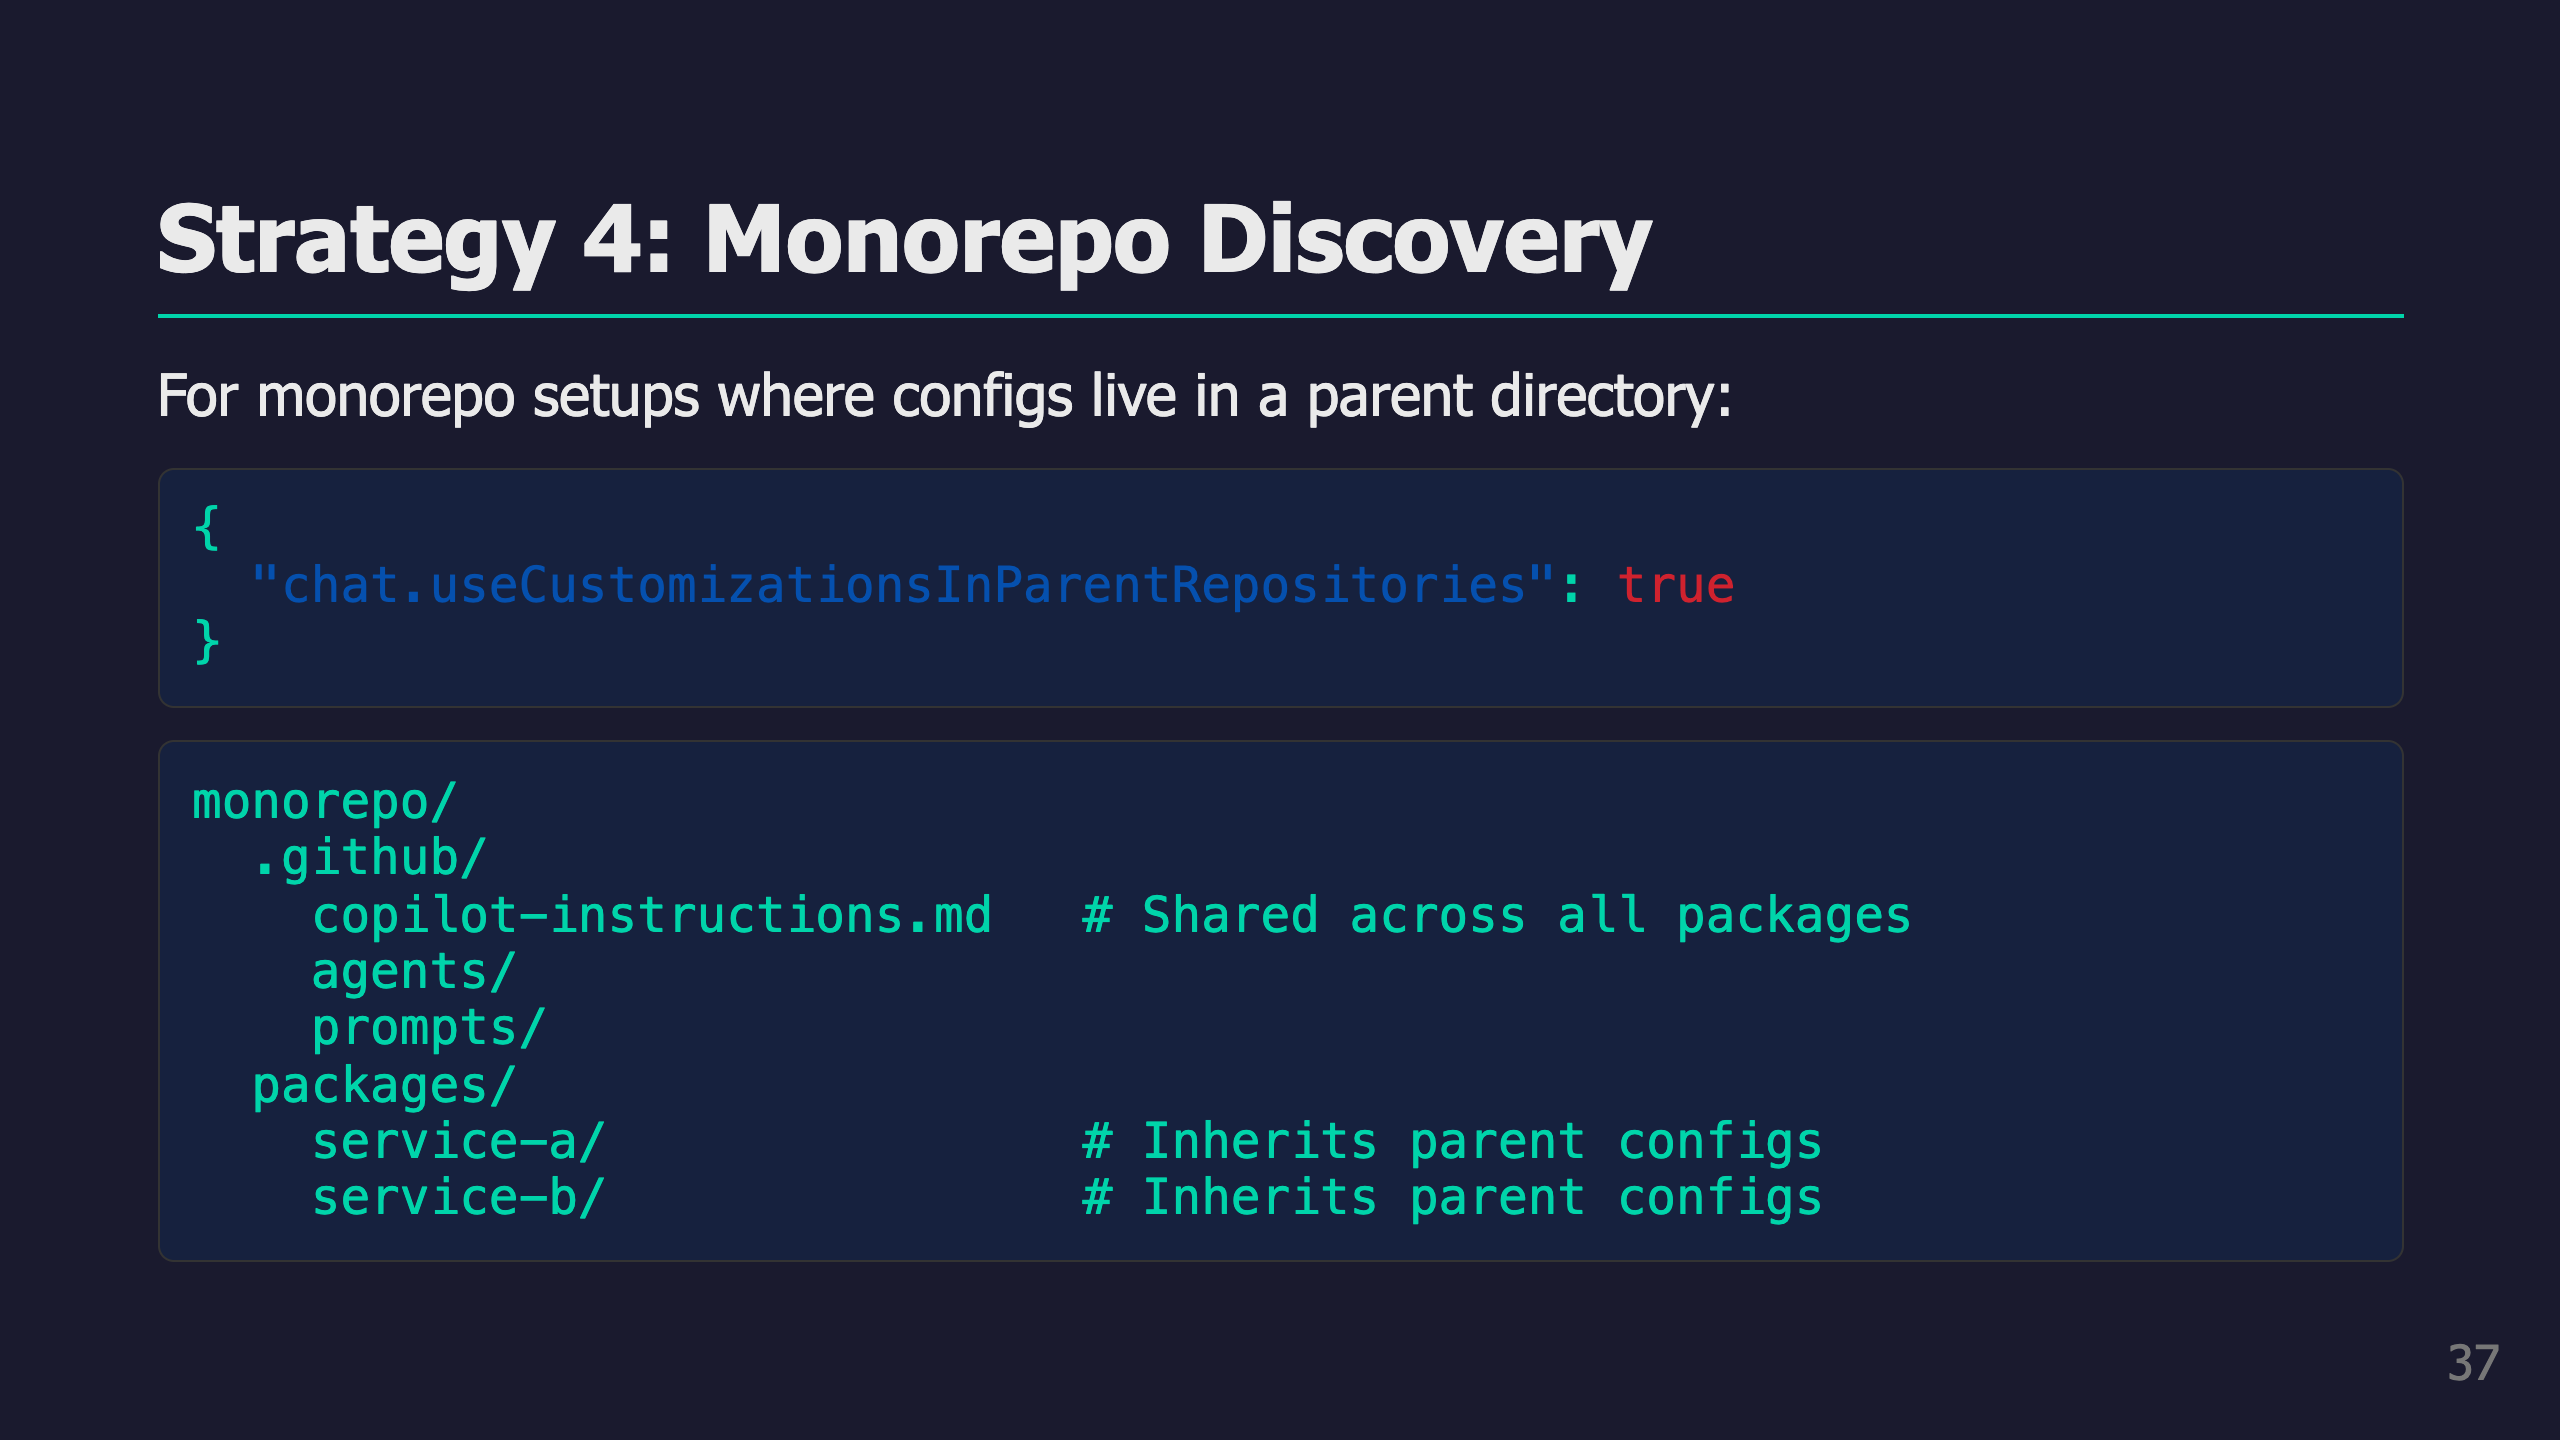 Strategy 4: Monorepo Discovery
For monorepo setups where configs live in a parent directory:
{
  "chat.useCustomizationsInParentRepositories": true
}
monorepo/
  .github/
    copilot-instructions.md   # Shared across all packages
    agents/
    prompts/
  packages/
    service-a/                # Inherits parent configs
    service-b/                # Inherits parent configs
37